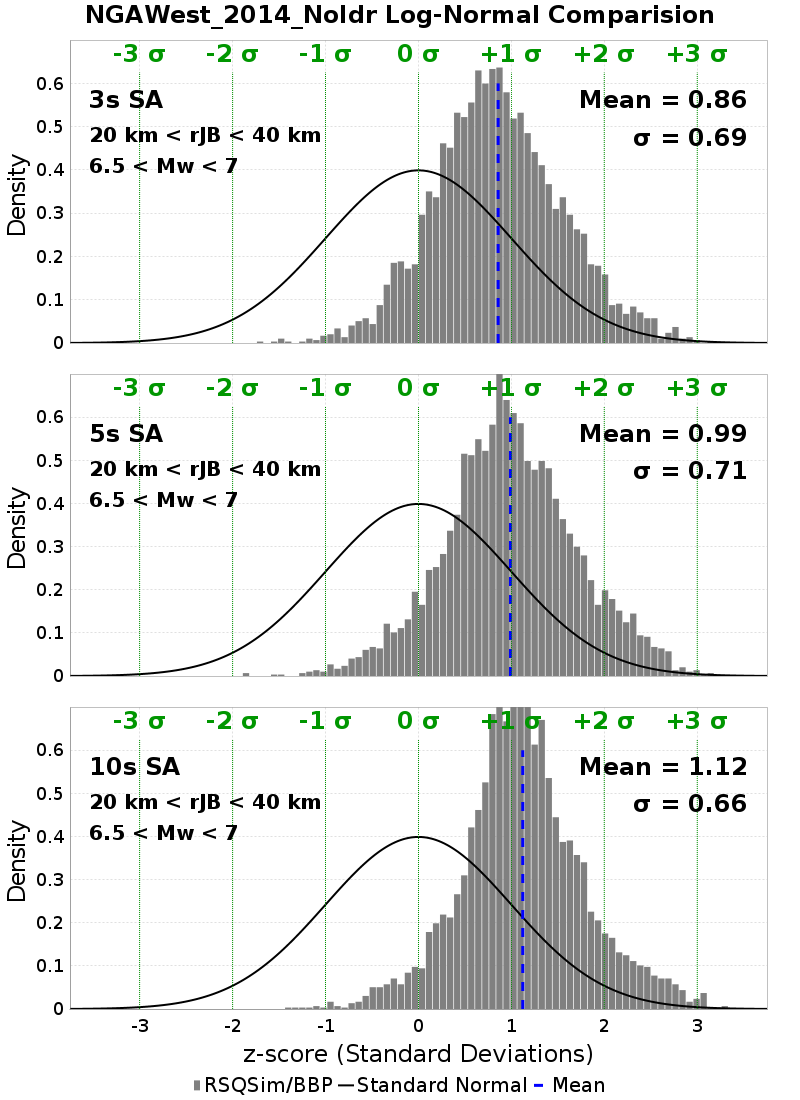 NGAWest_2014_NoIdr Log-Normal Comparision
-3 σ -2 σ -1 σ 0 σ +1 σ +2 σ +3 σ
3s SA
Mean = 0.86
20 km < rJB < 40 km
σ = 0.69
6.5 < Mw < 7
Density
0.6
0.5
0.4
0.3
0.2
0.1
0
-3 σ -2 σ -1 σ 0 σ +1 σ +2 σ +3 σ
5s SA
Mean = 0.99
20 km < rJB < 40 km
σ = 0.71
6.5 < Mw < 7
Density
0.6
0.5
0.4
0.3
0.2
0.1
0
-3 σ -2 σ -1 σ 0 σ +1 σ +2 σ +3 σ
10s SA
Mean = 1.12
20 km < rJB < 40 km
σ = 0.66
6.5 < Mw < 7
Density
0.6
0.5
0.4
0.3
0.2
0.1
0
-3 -2 -1 0 1 2 3
z-score (Standard Deviations)
RSQSim/BBP Standard Normal Mean